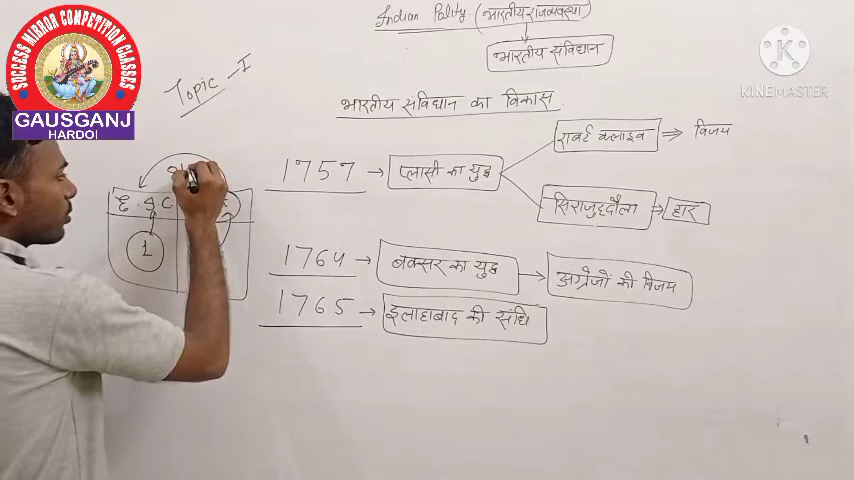 SUCCESS MIRROR COMPETITION CLASSES
GAUSGANJ
HARDOI
KINEMASTER
Indian Polity (भारतीय राजव्यवस्था)
भारतीय संविधान
Topic - I
भारतीय संविधान का विकास
1757 → प्लासी का युद्ध
राबर्ट क्लाइव ⇒ विजय
सिराजुद्दौला ⇒ हार
1764 → बक्सर का युद्ध → अंग्रेजों की विजय
1765 → इलाहाबाद की संधि
1